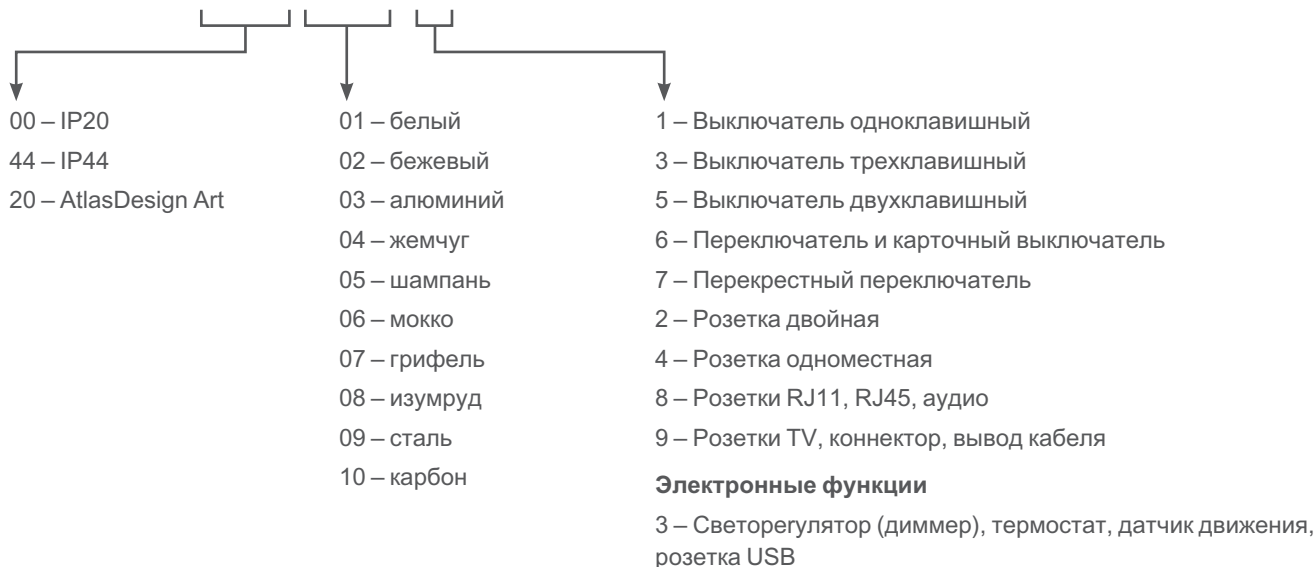 00 – IP20
44 – IP44
20 – AtlasDesign Art
01 – белый
02 – бежевый
03 – алюминий
04 – жемчуг
05 – шампань
06 – мокко
07 – грифель
08 – изумруд
09 – сталь
10 – карбон
1 – Выключатель одноклавишный
3 – Выключатель трехклавишный
5 – Выключатель двухклавишный
6 – Переключатель и карточный выключатель
7 – Перекрестный переключатель
2 – Розетка двойная
4 – Розетка одноместная
8 – Розетки RJ11, RJ45, аудио
9 – Розетки TV, коннектор, вывод кабеля
Электронные функции
3 – Светорегулятор (диммер), термостат, датчик движения,
розетка USB